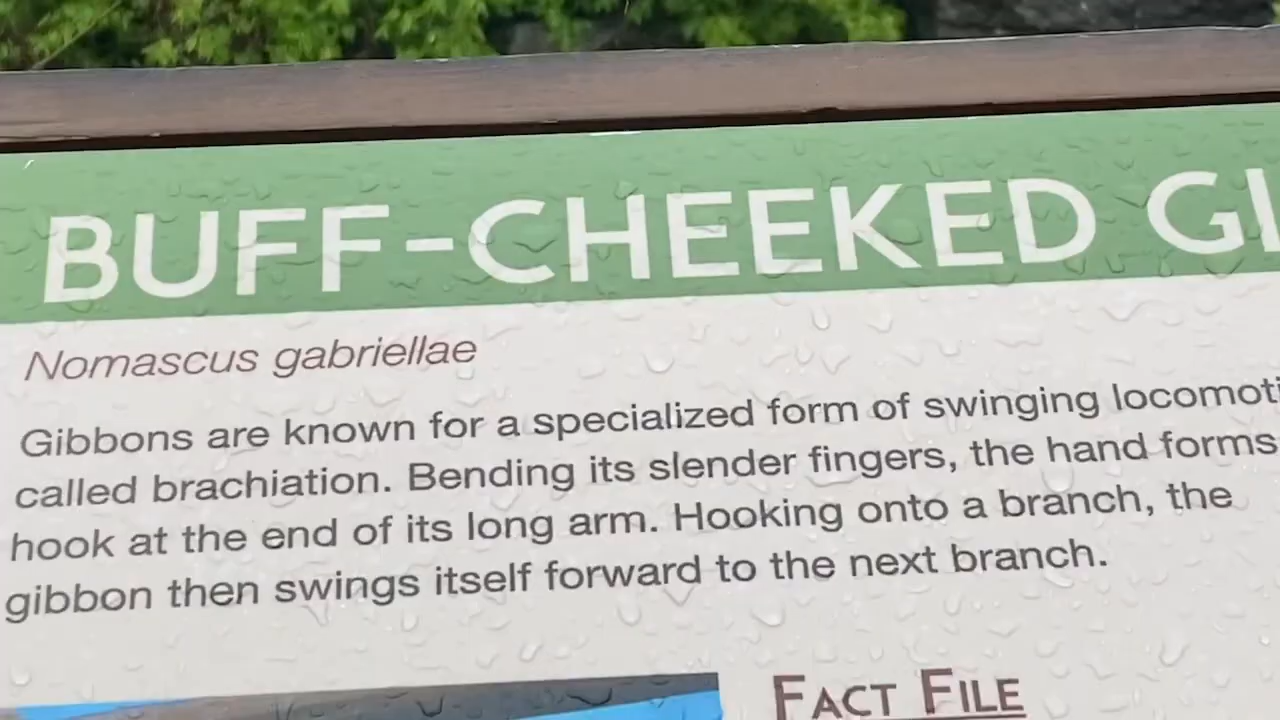 BUFF-CHEEKED GI
Nomascus gabriellae
Gibbons are known for a specialized form of swinging locomoti
called brachiation. Bending its slender fingers, the hand forms
hook at the end of its long arm. Hooking onto a branch, the
gibbon then swings itself forward to the next branch.
FACT FILE